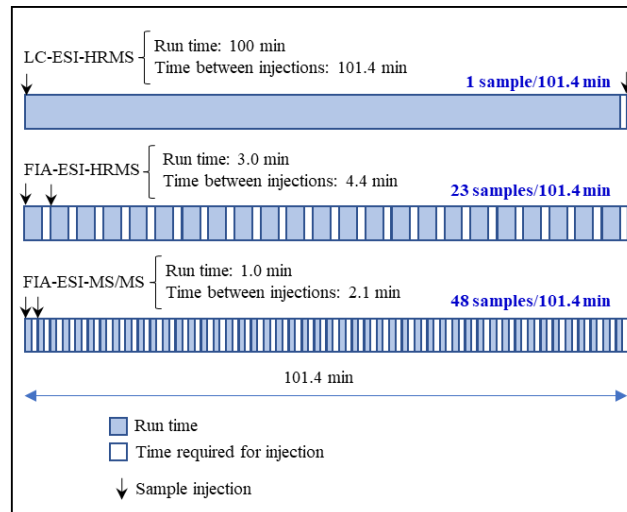 LC-ESI-HRMS
Run time: 100 min
Time between injections: 101.4 min
1 sample/101.4 min
FIA-ESI-HRMS
Run time: 3.0 min
Time between injections: 4.4 min
23 samples/101.4 min
FIA-ESI-MS/MS
Run time: 1.0 min
Time between injections: 2.1 min
48 samples/101.4 min
101.4 min
Run time
Time required for injection
Sample injection